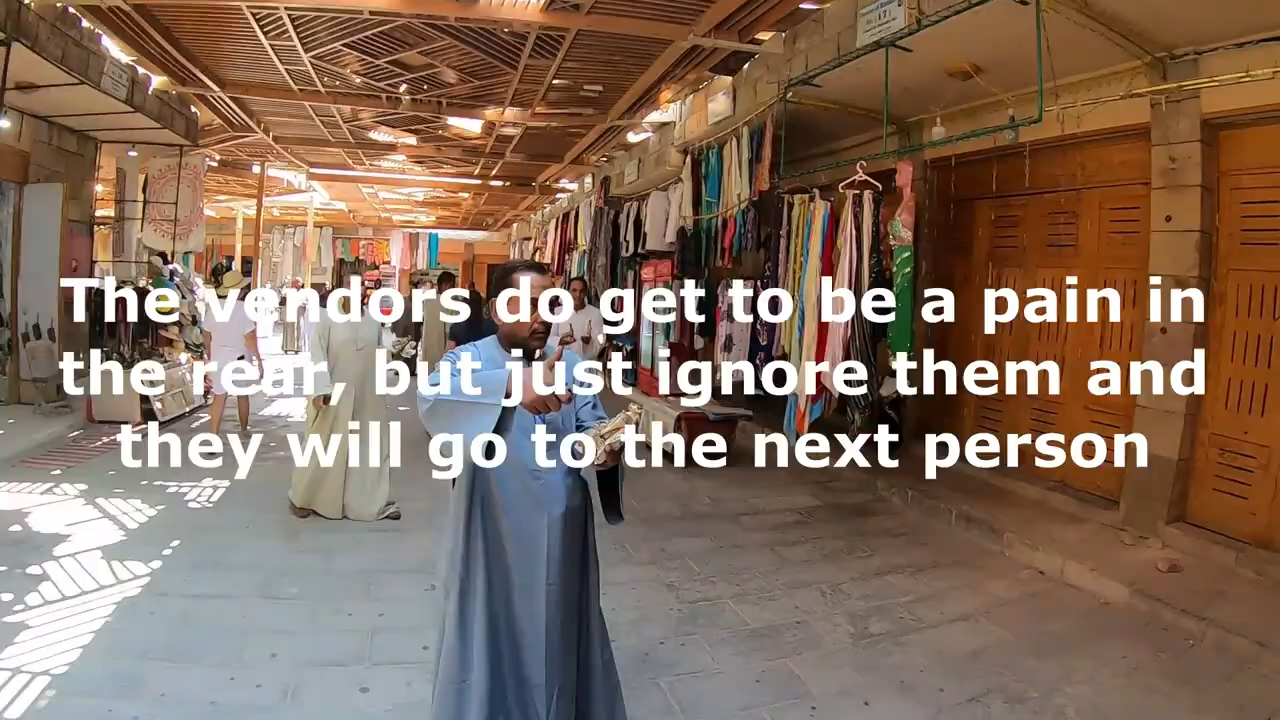 The vendors do get to be a pain in
the rear, but just ignore them and
they will go to the next person